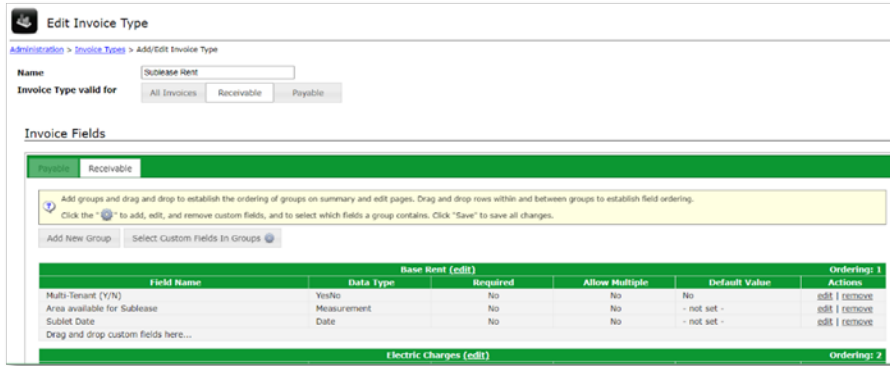 Edit Invoice Type
Administration > Invoice Types > Add/Edit Invoice Type
Name Sublease Rent
Invoice Type valid for All Invoices Receivable Payable
Invoice Fields
Payable Receivable
Add groups and drag and drop to establish the ordering of groups on summary and edit pages. Drag and drop rows within and between groups to establish field ordering.
Click the "" to add, edit, and remove custom fields, and to select which fields a group contains. Click "Save" to save all changes.
Add New Group Select Custom Fields In Groups
Base Rent (edit) Ordering: 1
Field Name Data Type Required Allow Multiple Default Value Actions
Multi-Tenant (Y/N) YesNo No No No edit | remove
Area available for Sublease Measurement No No - not set - edit | remove
Sublet Date Date No No - not set - edit | remove
Drag and drop custom fields here...
Electric Charges (edit) Ordering: 2